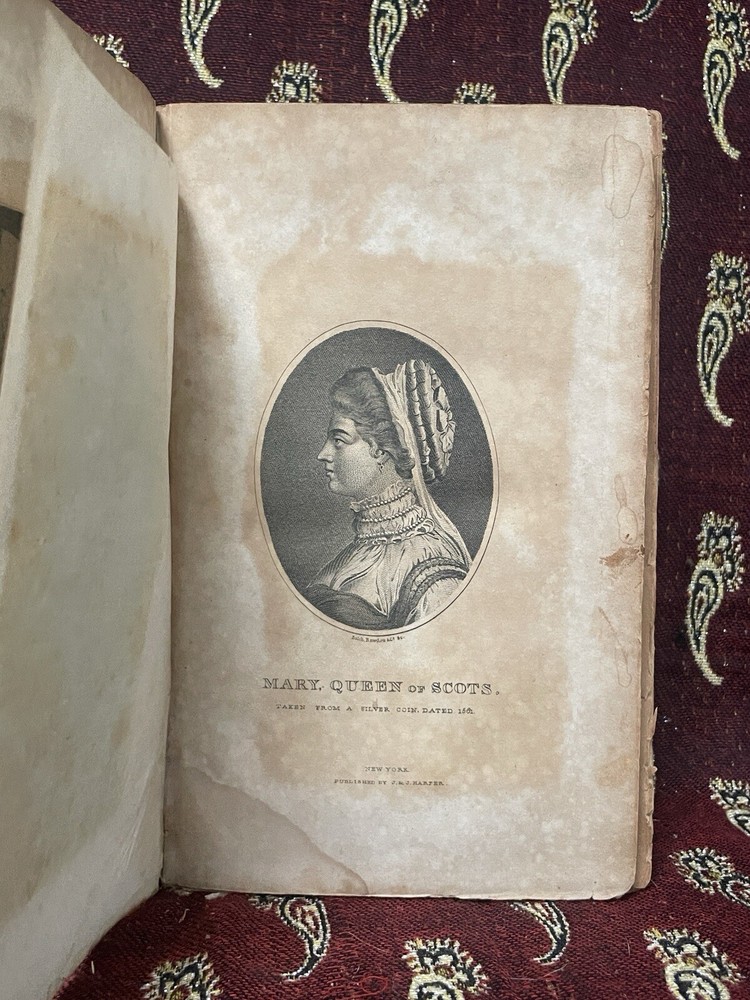 MARY, QUEEN OF SCOTS,
TAKEN FROM A SILVER COIN, DATED 1561.
NEW-YORK
PUBLISHED BY J. & J. HARPER.